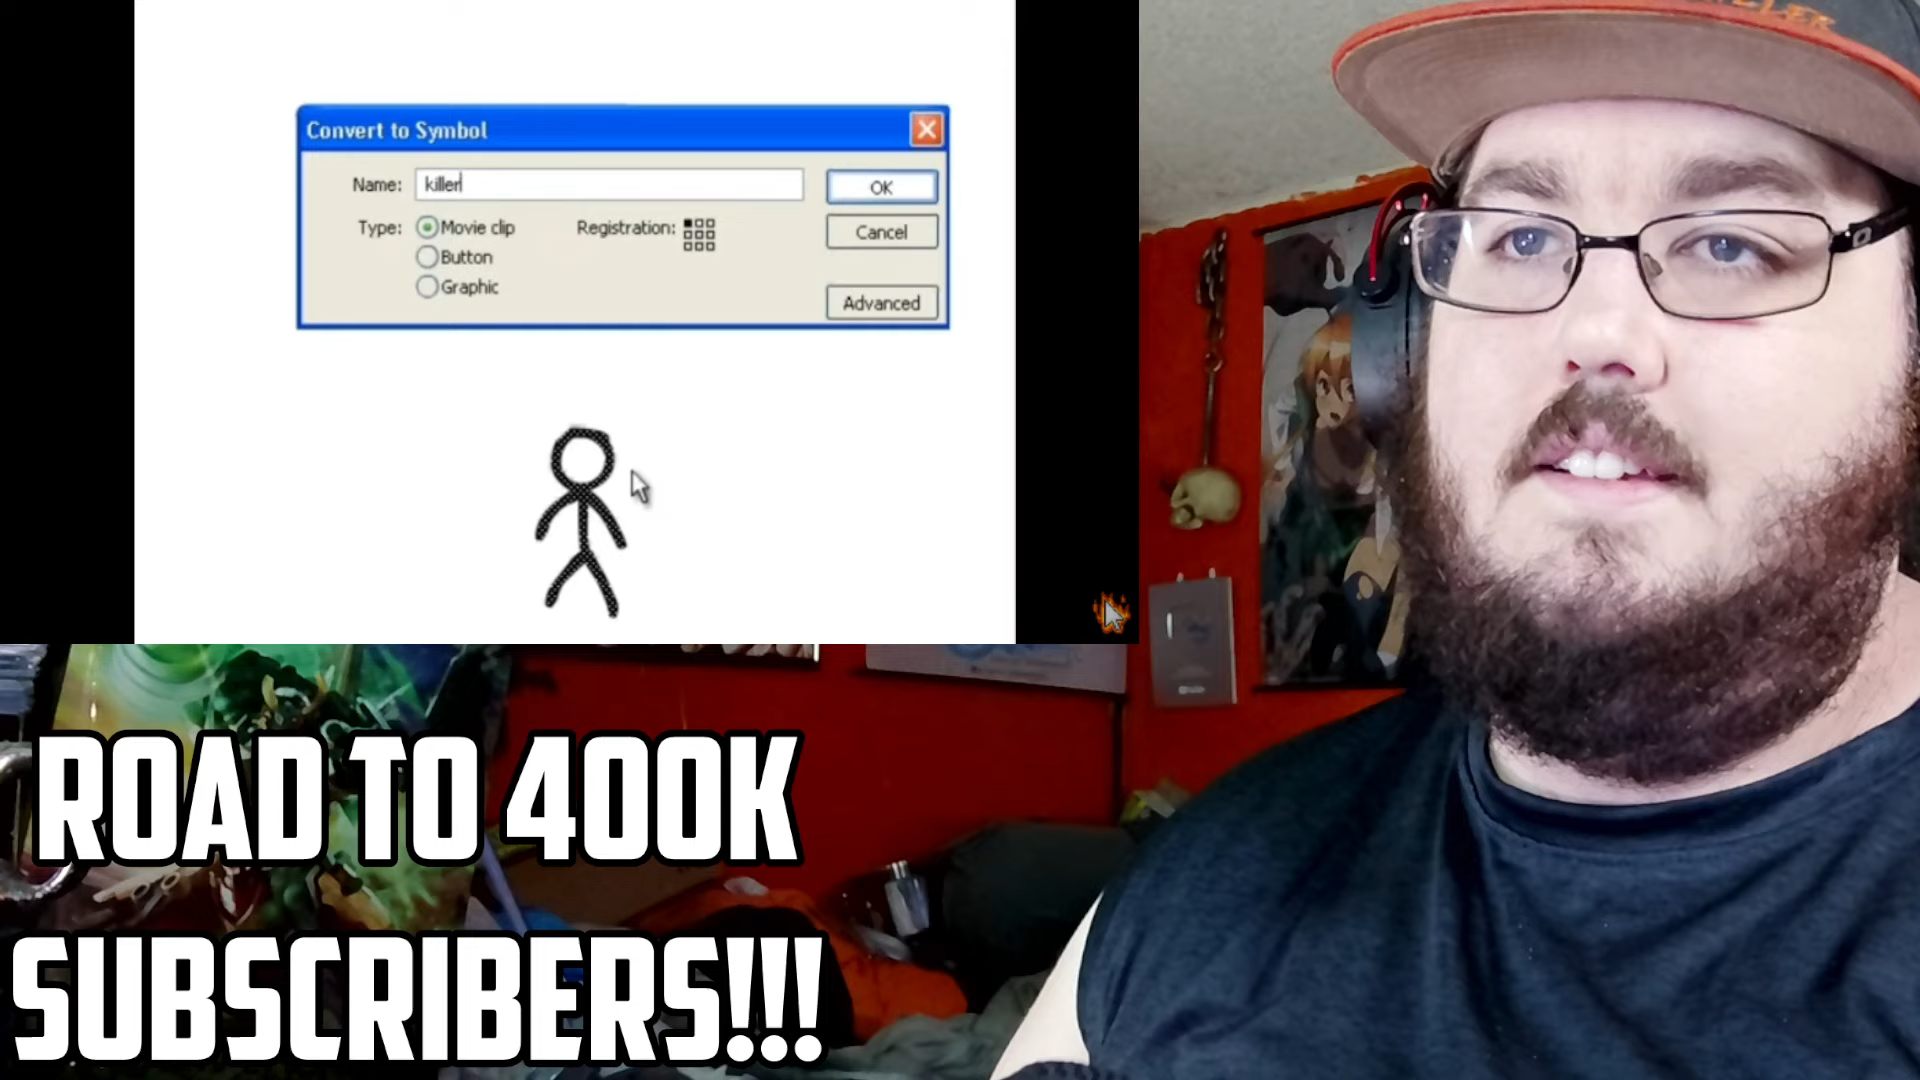 Convert to Symbol
Name: killer
OK
Type: Movie clip
Registration:
Cancel
Button
Graphic
Advanced
ROAD TO 400K
SUBSCRIBERS!!!